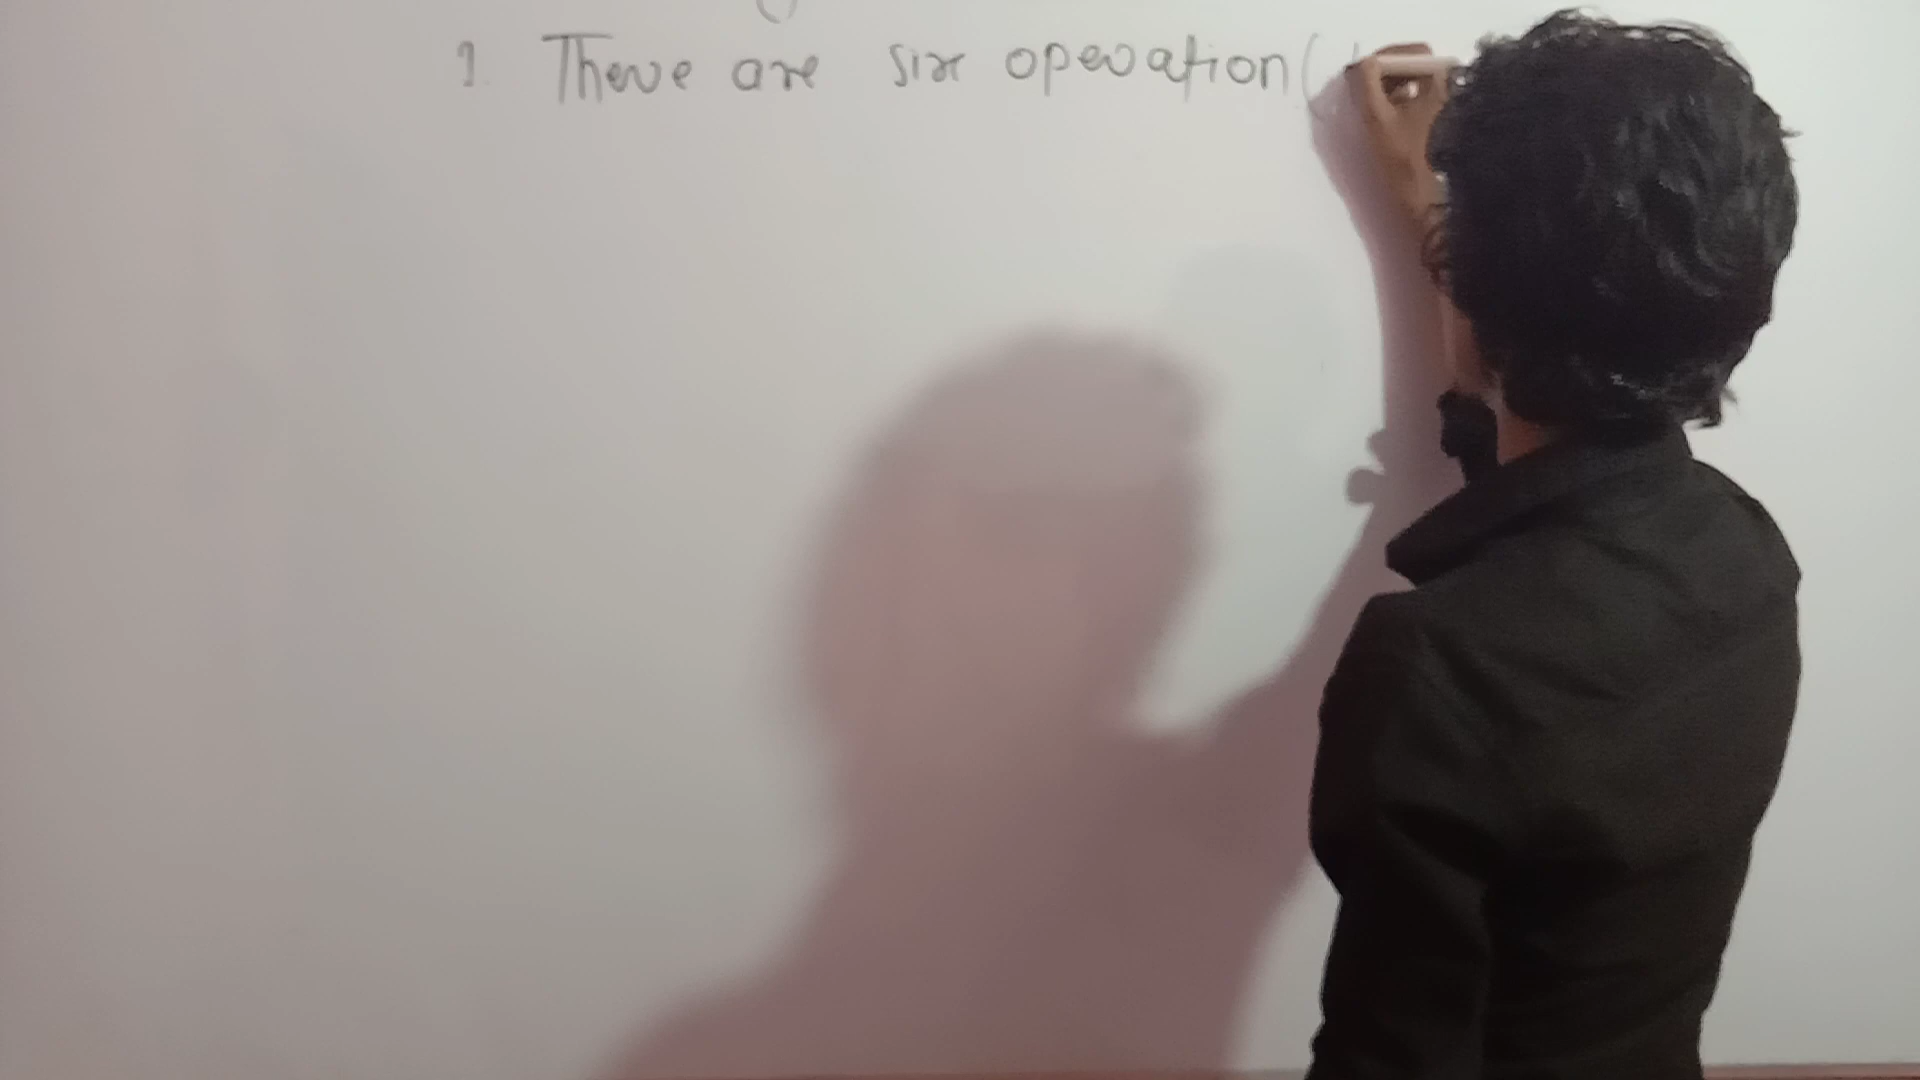 1. There are six operation (